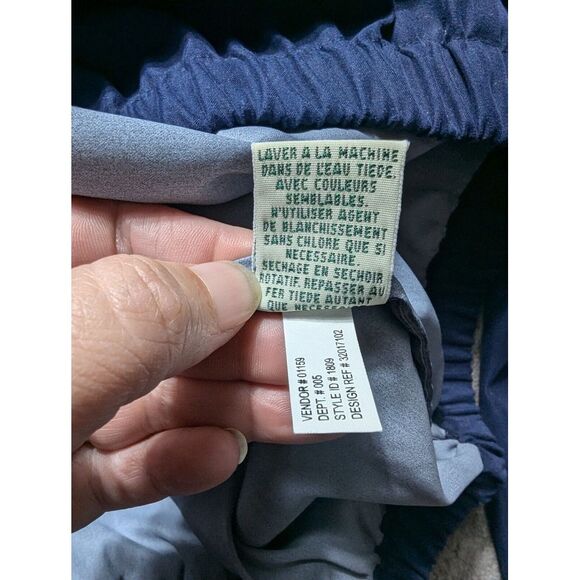 LAVER A LA MACHINE
DANS DE L'EAU TIEDE.
AVEC COULEURS
SEMBLABLES.
N'UTILISER AGENT
DE BLANCHISSEMENT
SANS CHLORE QUE SI
NECESSAIRE.
SECHAGE EN SECHOIR
ROTATIF. REPASSER AU
FER TIEDE AUTANT
QUE
VENDOR # 01159
DEPT. # 005
STYLE ID # 1809
DESIGN REF # 32017102